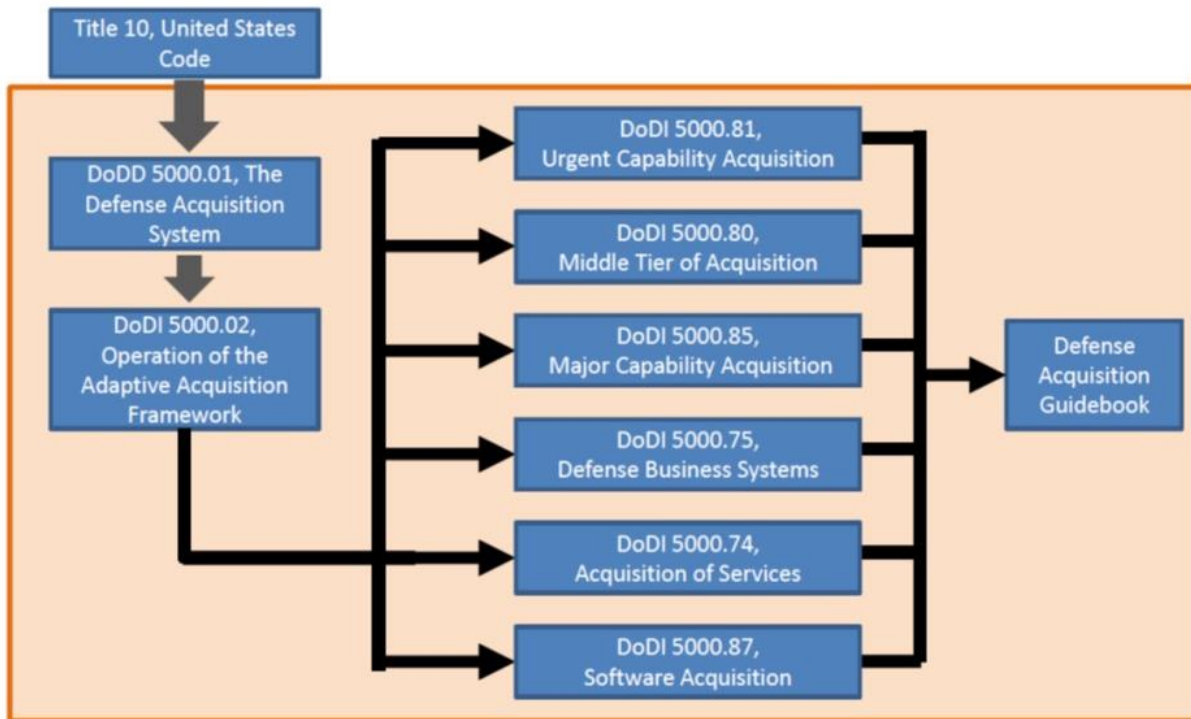 Title 10, United States
Code
DoDD 5000.01, The
Defense Acquisition
System
DoDI 5000.02,
Operation of the
Adaptive Acquisition
Framework
DoDI 5000.81,
Urgent Capability Acquisition
DoDI 5000.80,
Middle Tier of Acquisition
DoDI 5000.85,
Major Capability Acquisition
DoDI 5000.75,
Defense Business Systems
DoDI 5000.74,
Acquisition of Services
DoDI 5000.87,
Software Acquisition
Defense
Acquisition
Guidebook